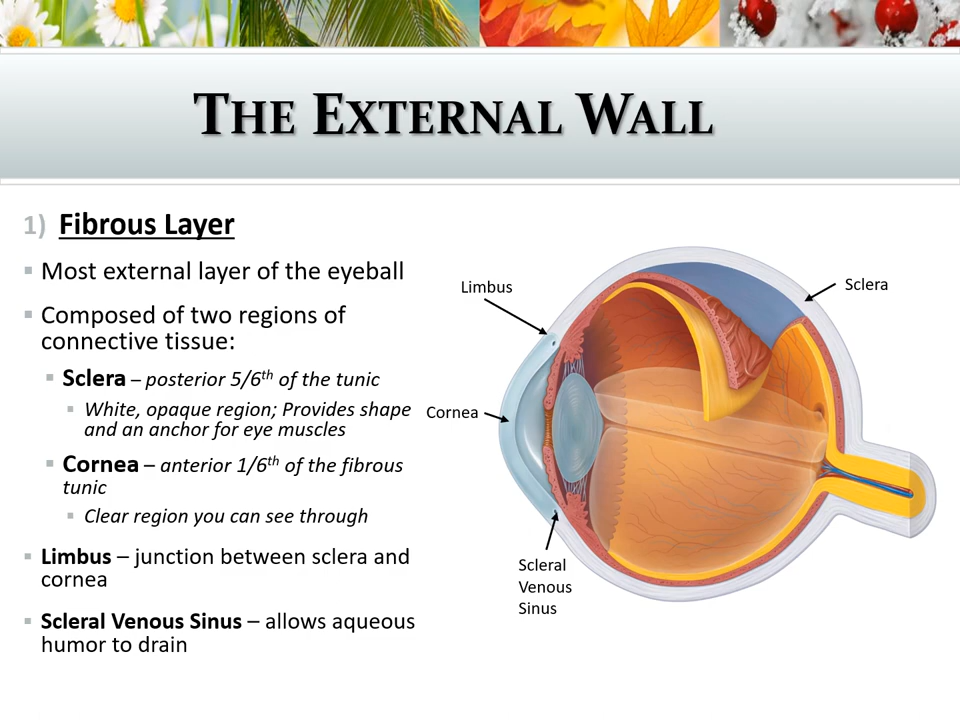 THE EXTERNAL WALL
1) Fibrous Layer
▪ Most external layer of the eyeball
▪ Composed of two regions of
connective tissue:
▪ Sclera – posterior 5/6th of the tunic
▪ White, opaque region; Provides shape
and an anchor for eye muscles
▪ Cornea – anterior 1/6th of the fibrous
tunic
▪ Clear region you can see through
▪ Limbus – junction between sclera and
cornea
▪ Scleral Venous Sinus – allows aqueous
humor to drain
Limbus
Sclera
Cornea
Scleral
Venous
Sinus